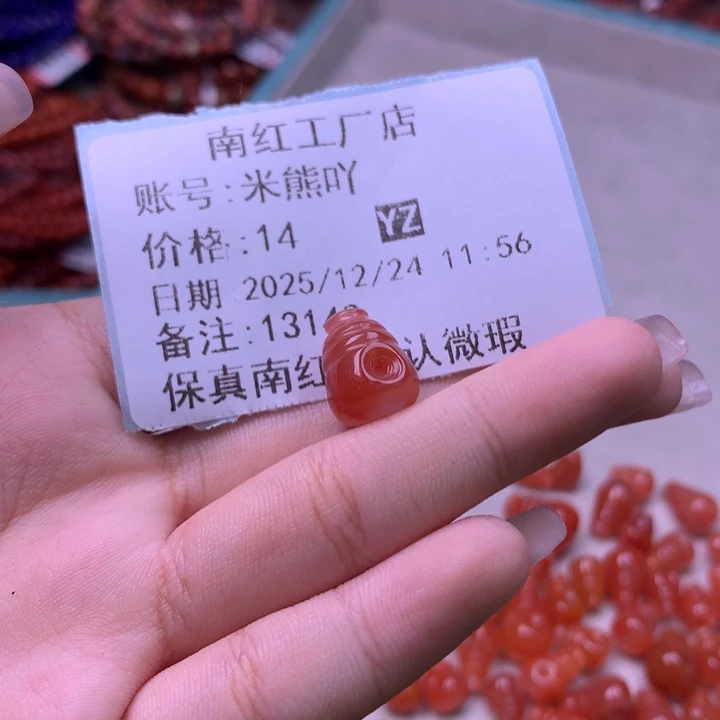 南红工厂店
账号:米熊吖
价格:14
YZ
日期 2025/12/24 11:56
备注:131
保真南红 认微瑕